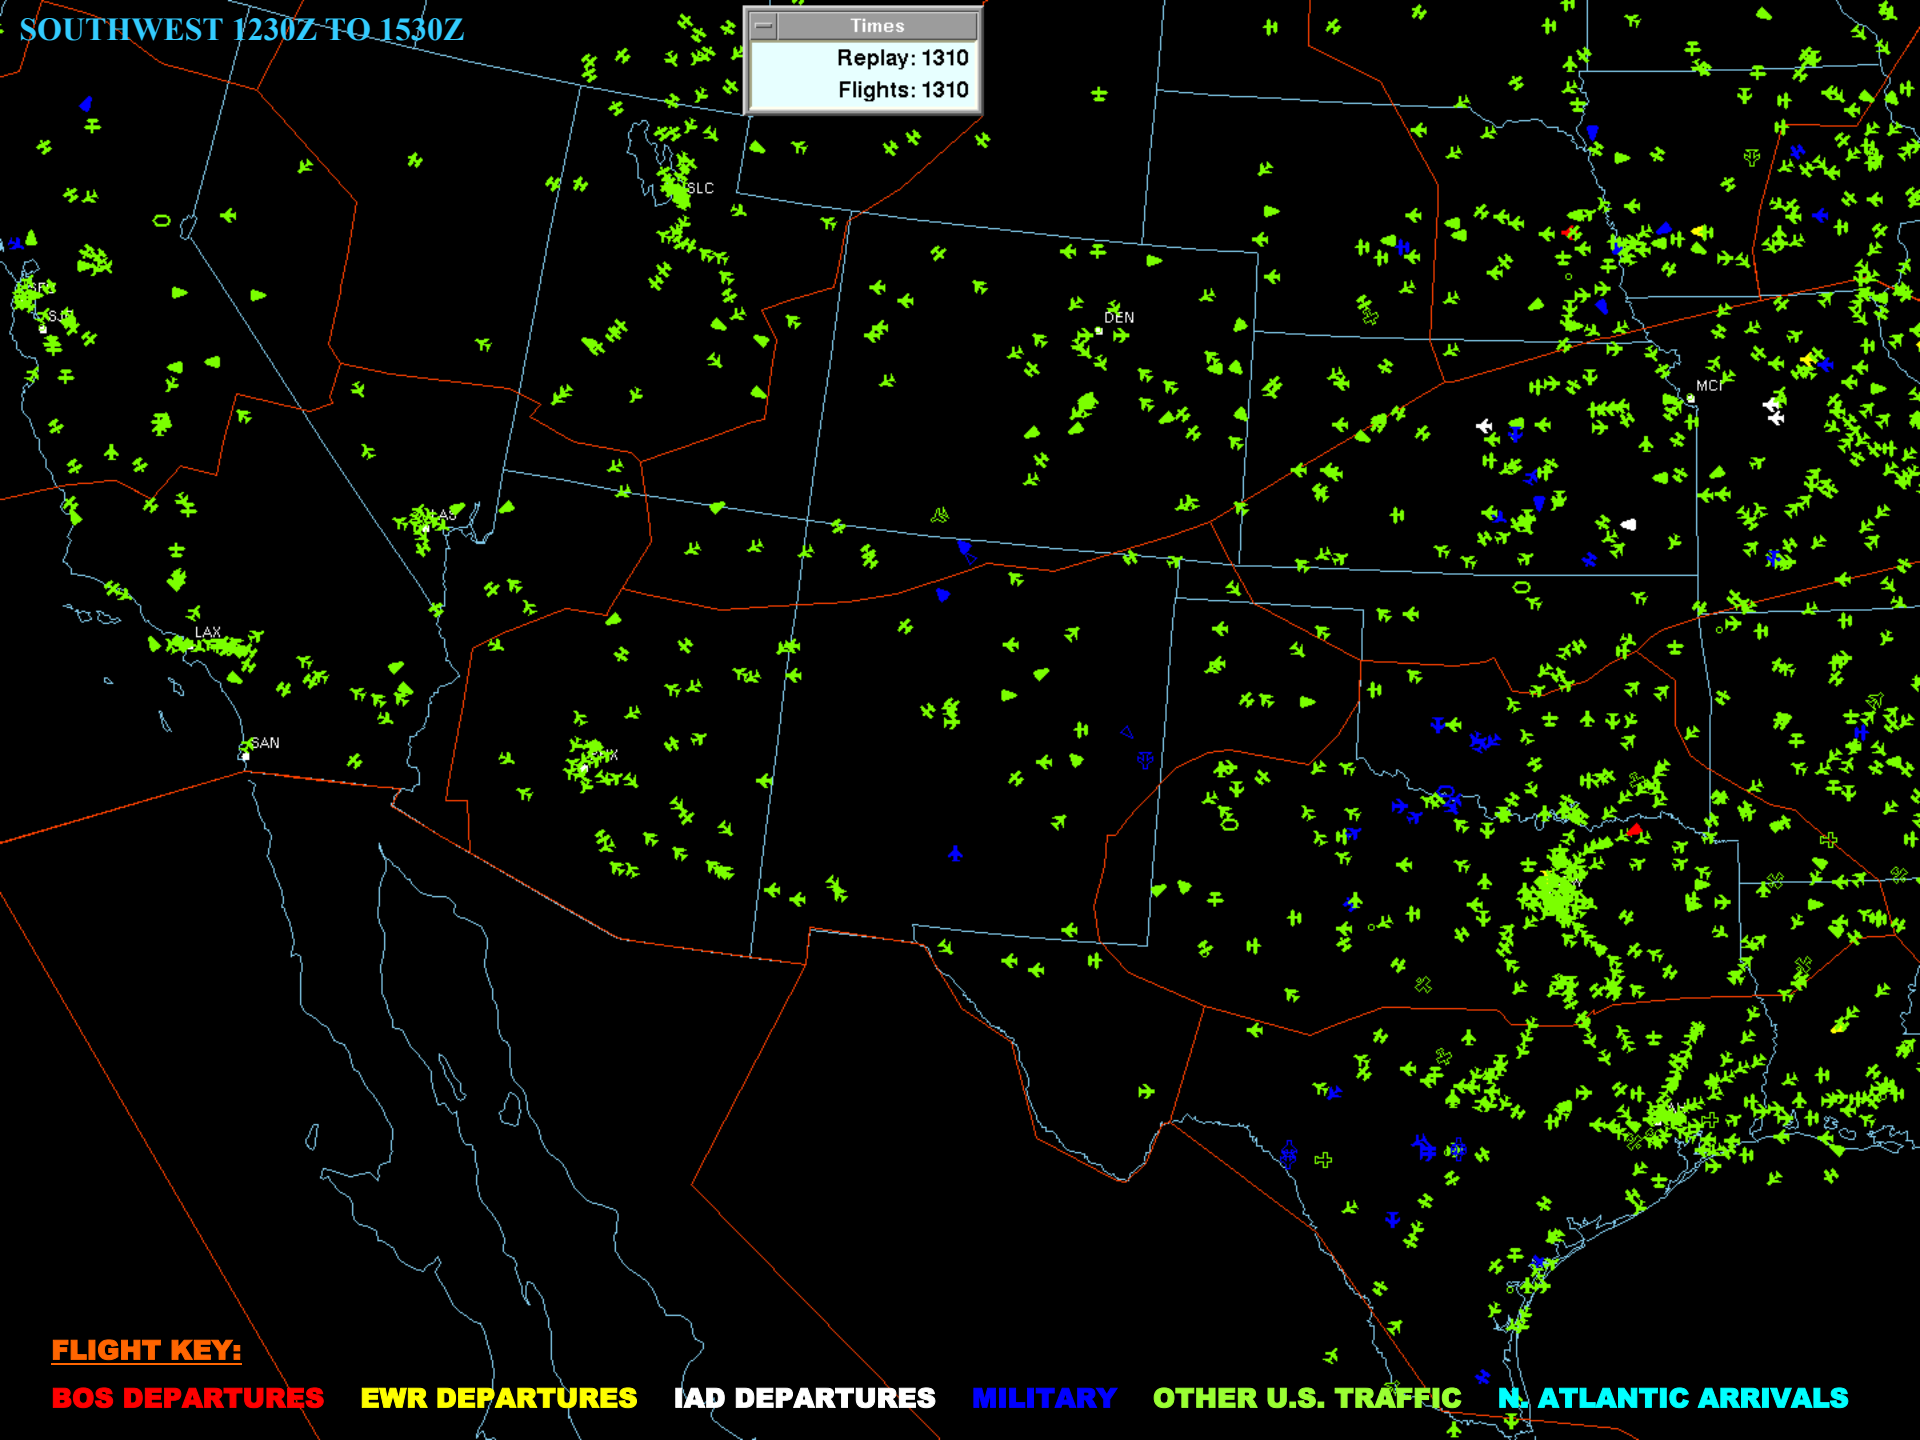 SOUTHWEST 1230Z TO 1530Z
Times
Replay: 1310
Flights: 1310
SLC
DEN
MCI
LAS
LAX
SAN
FLIGHT KEY:
BOS DEPARTURES EWR DEPARTURES IAD DEPARTURES MILITARY OTHER U.S. TRAFFIC N. ATLANTIC ARRIVALS